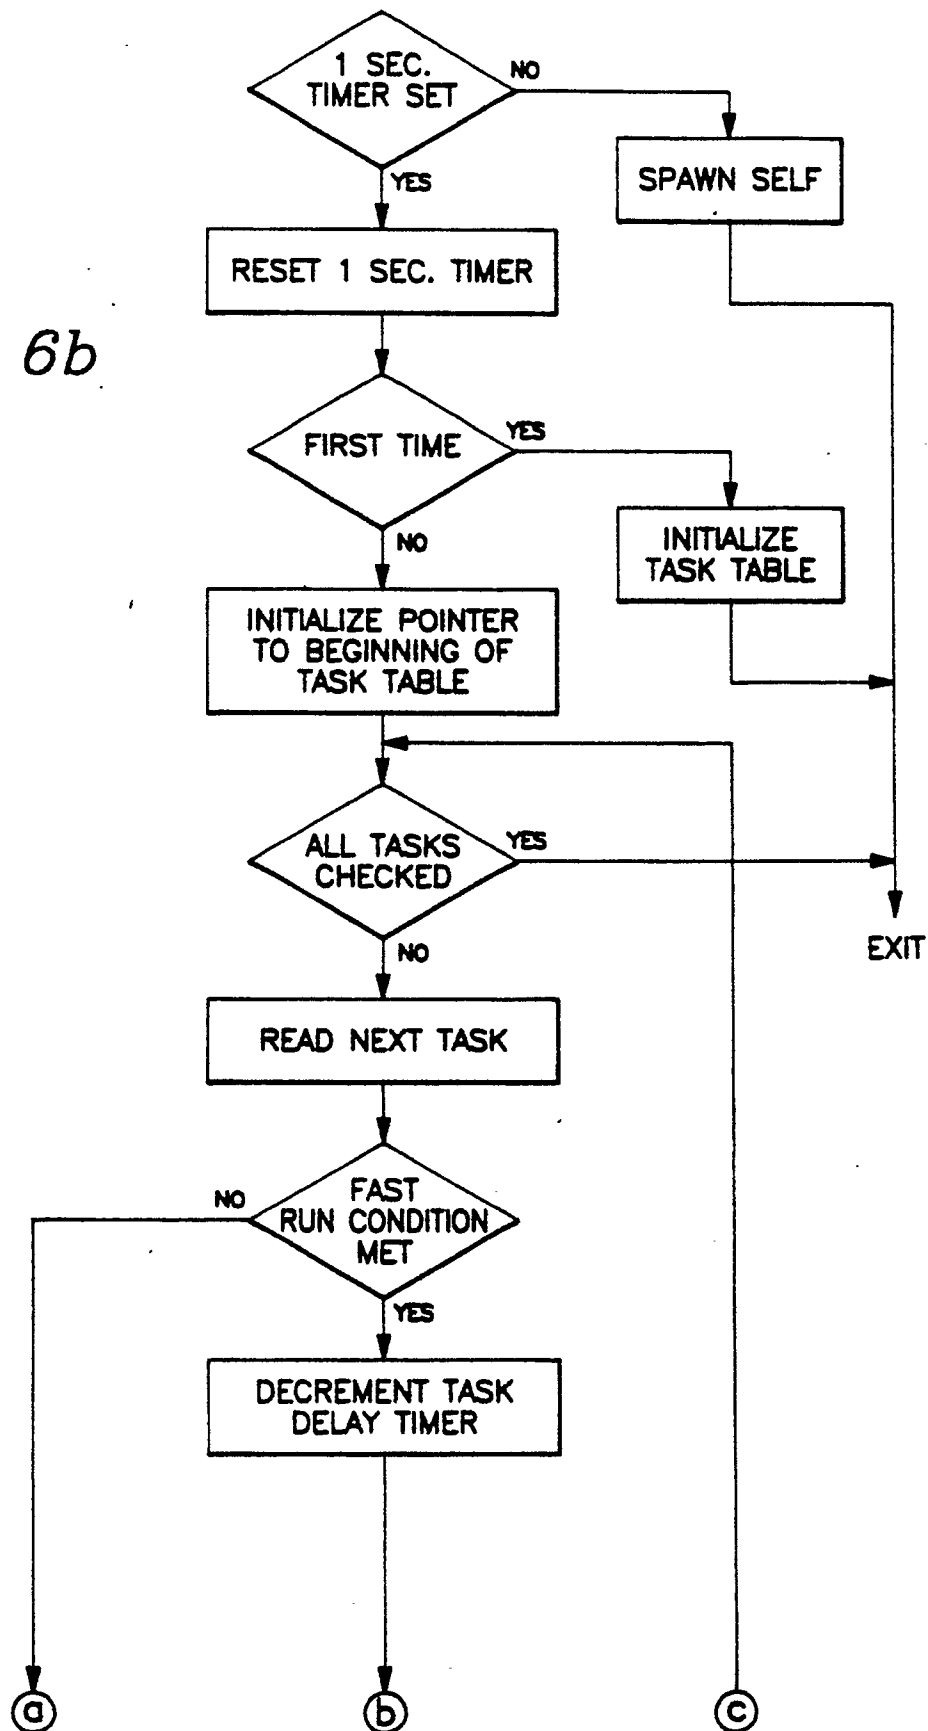 1 SEC.
TIMER SET
NO
YES
SPAWN SELF
RESET 1 SEC. TIMER
6b
FIRST TIME
YES
NO
INITIALIZE
TASK TABLE
INITIALIZE POINTER
TO BEGINNING OF
TASK TABLE
ALL TASKS
CHECKED
YES
NO
EXIT
READ NEXT TASK
FAST
RUN CONDITION
MET
NO
YES
DECREMENT TASK
DELAY TIMER
a
b
c